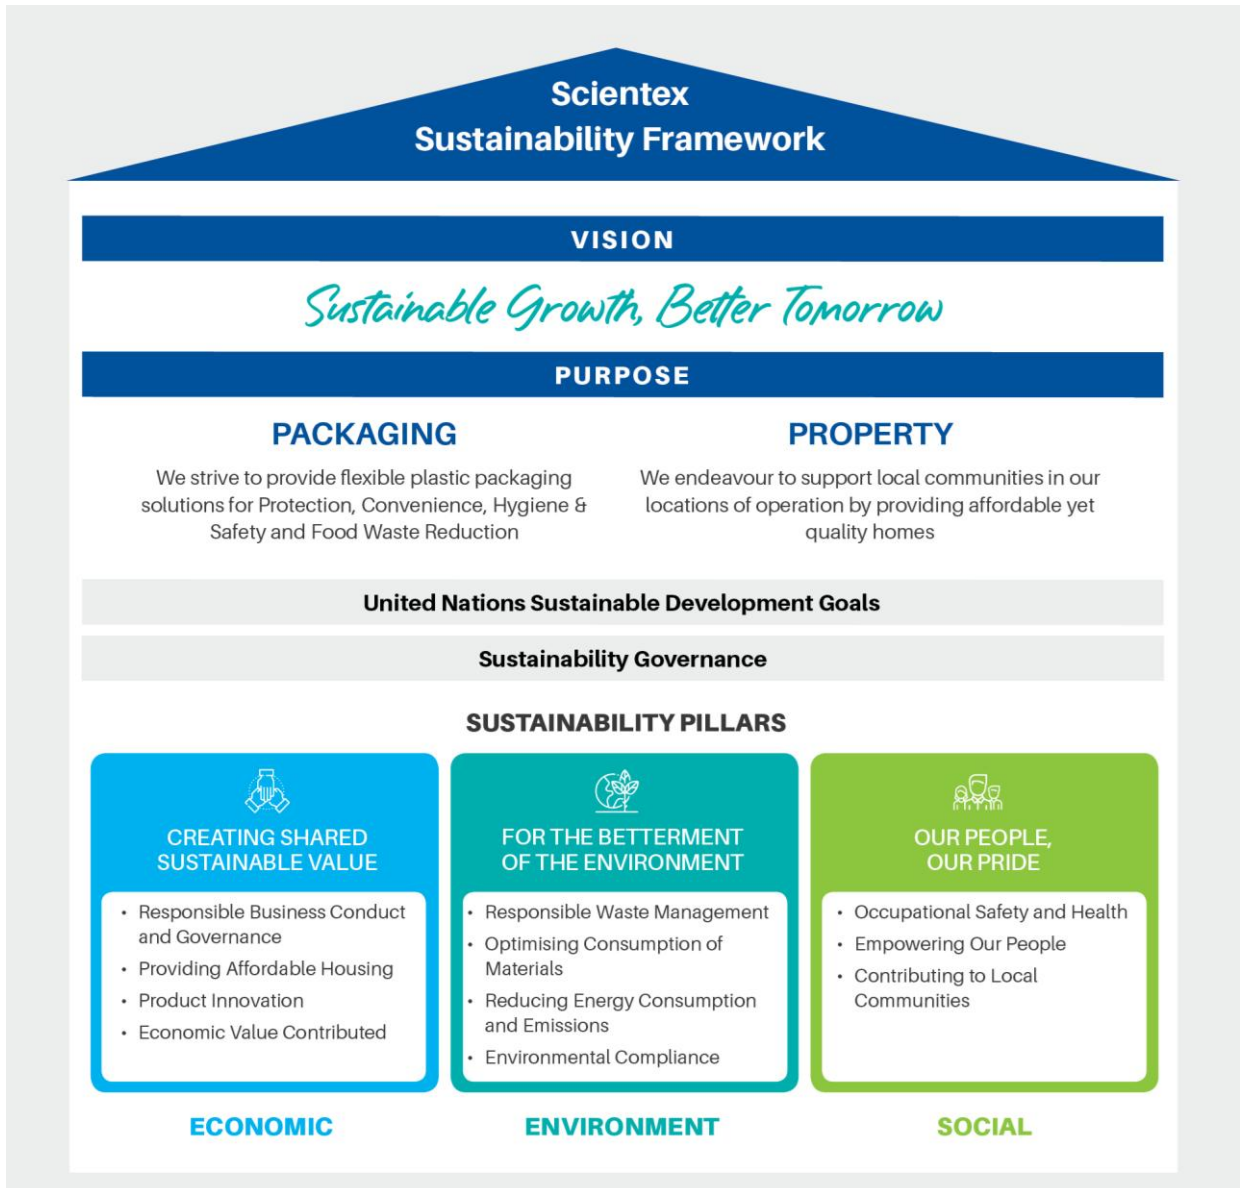 Scientex
Sustainability Framework
VISION
Sustainable Growth, Better Tomorrow
PURPOSE
PACKAGING
We strive to provide flexible plastic packaging
solutions for Protection, Convenience, Hygiene &
Safety and Food Waste Reduction
PROPERTY
We endeavour to support local communities in our
locations of operation by providing affordable yet
quality homes
United Nations Sustainable Development Goals
Sustainability Governance
SUSTAINABILITY PILLARS
CREATING SHARED
SUSTAINABLE VALUE
• Responsible Business Conduct
and Governance
• Providing Affordable Housing
• Product Innovation
• Economic Value Contributed
ECONOMIC
FOR THE BETTERMENT
OF THE ENVIRONMENT
• Responsible Waste Management
• Optimising Consumption of
Materials
• Reducing Energy Consumption
and Emissions
• Environmental Compliance
ENVIRONMENT
OUR PEOPLE,
OUR PRIDE
• Occupational Safety and Health
• Empowering Our People
• Contributing to Local
Communities
SOCIAL